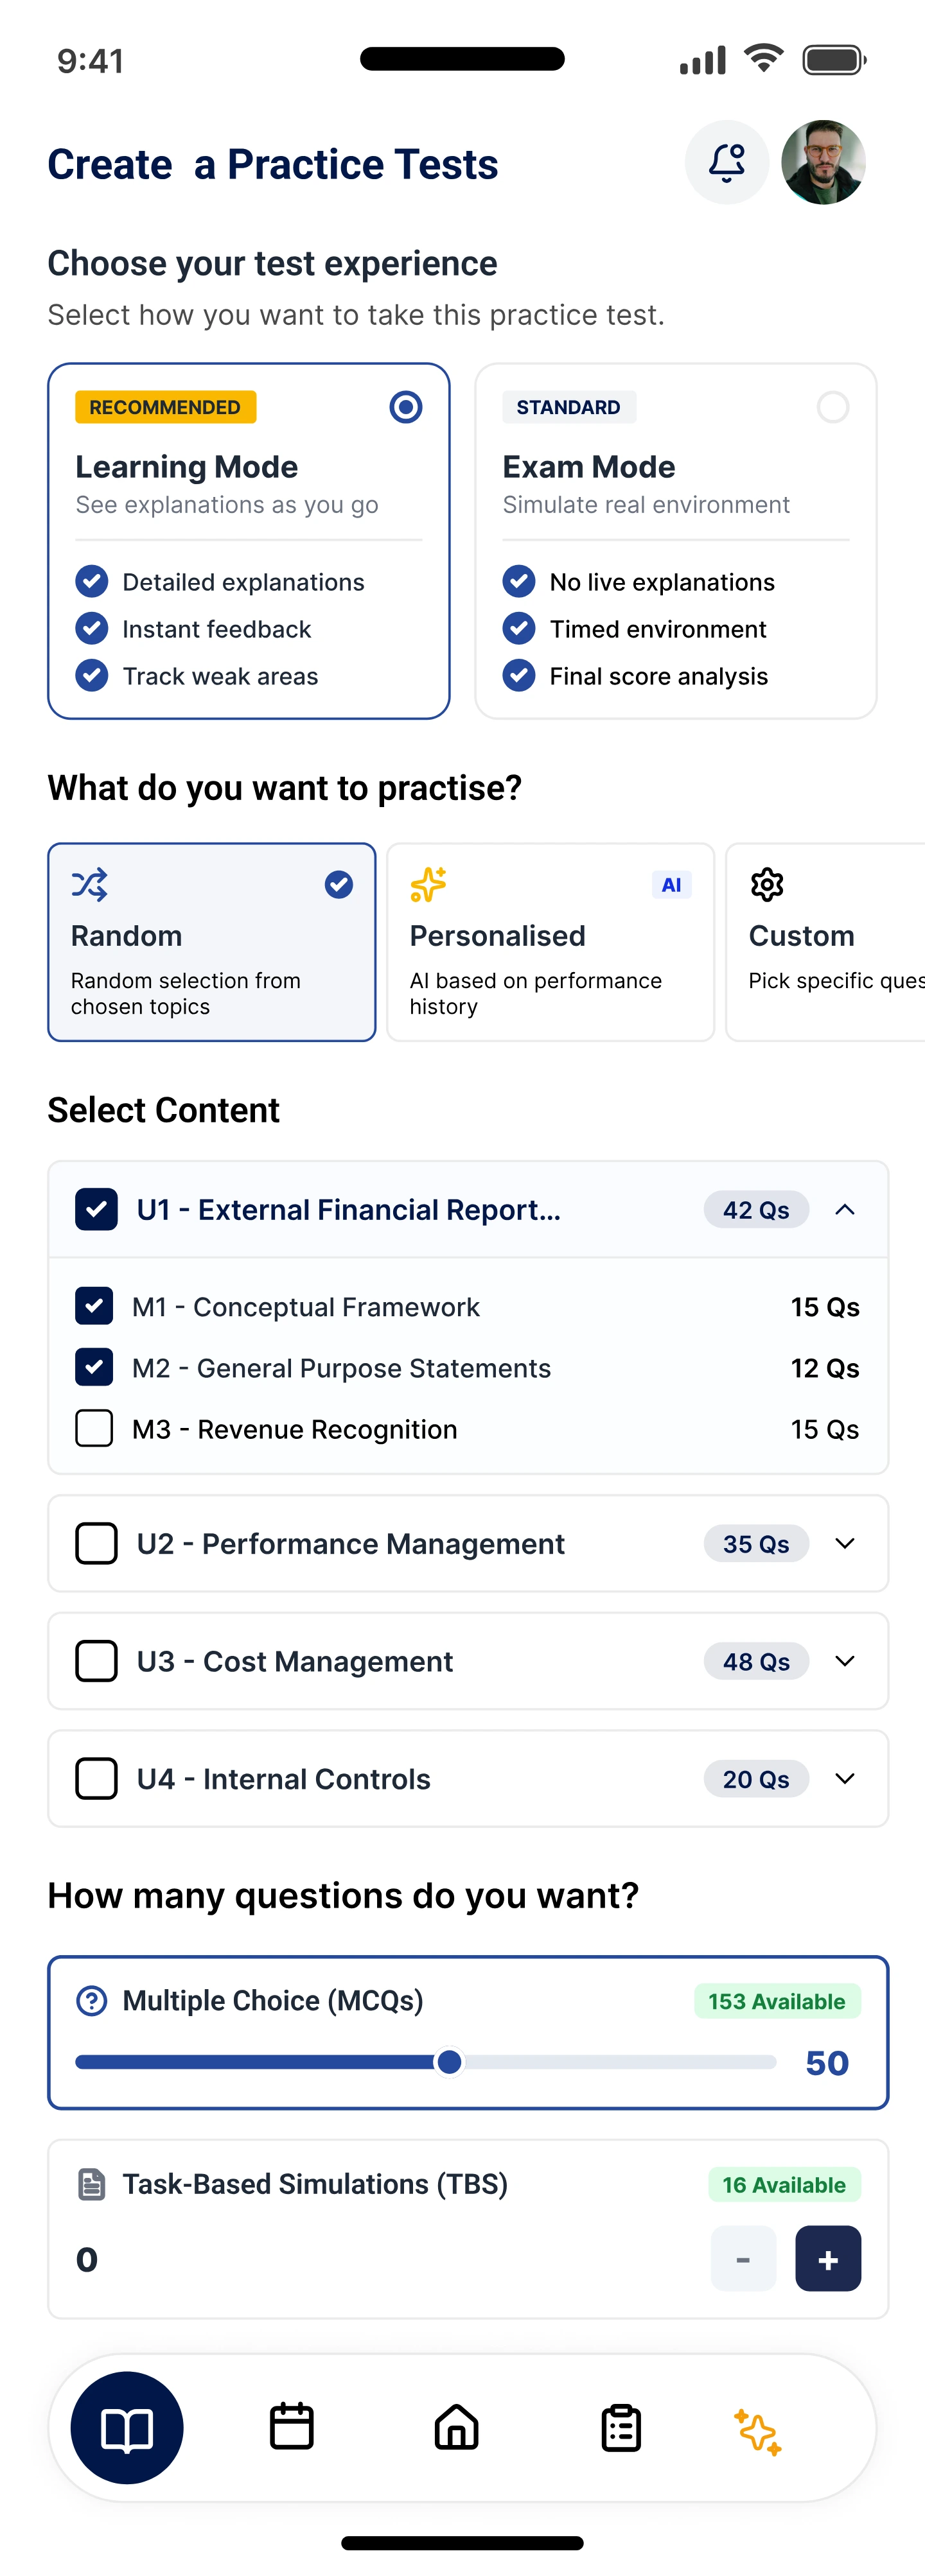 9:41
Create  a Practice Tests
Choose your test experience
Select how you want to take this practice test.
RECOMMENDED
Learning Mode
See explanations as you go
Detailed explanations
Instant feedback
Track weak areas
STANDARD
Exam Mode
Simulate real environment
No live explanations
Timed environment
Final score analysis
What do you want to practise?
Random
Random selection from
chosen topics
AI
Personalised
AI based on performance
history
Custom
Pick specific ques
Select Content
U1 - External Financial Report... 42 Qs
M1 - Conceptual Framework 15 Qs
M2 - General Purpose Statements 12 Qs
M3 - Revenue Recognition 15 Qs
U2 - Performance Management 35 Qs
U3 - Cost Management 48 Qs
U4 - Internal Controls 20 Qs
How many questions do you want?
Multiple Choice (MCQs) 153 Available
50
Task-Based Simulations (TBS) 16 Available
0 - +